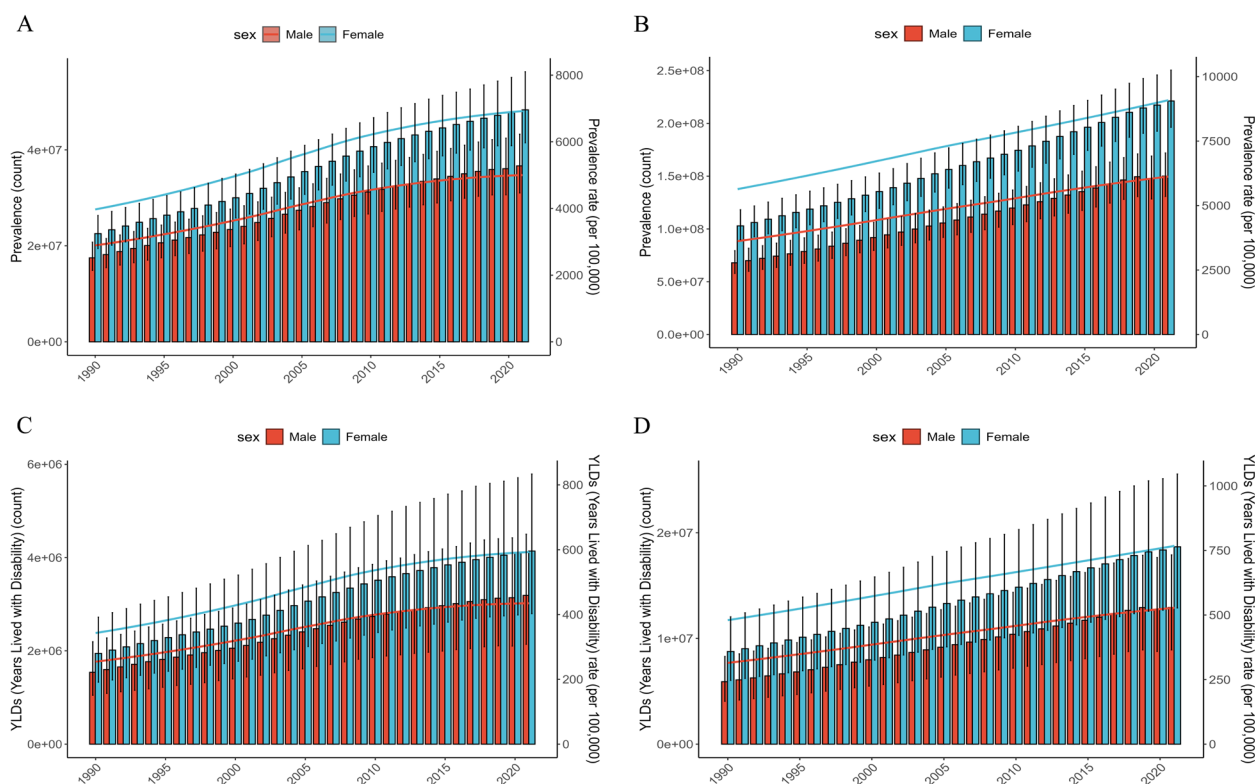 A
sex Male Female
Prevalence (count)
4e+07
2e+07
0e+00
8000
6000
4000
2000
0
Prevalence rate (per 100,000)
1990
1995
2000
2005
2010
2015
2020
B
sex Male Female
Prevalence (count)
2.5e+08
2.0e+08
1.5e+08
1.0e+08
5.0e+07
0.0e+00
10000
7500
5000
2500
0
Prevalence rate (per 100,000)
1990
1995
2000
2005
2010
2015
2020
C
sex Male Female
YLDs (Years Lived with Disability) (count)
6e+06
4e+06
2e+06
0e+00
800
600
400
200
0
YLDs (Years Lived with Disability) rate (per 100,000)
1990
1995
2000
2005
2010
2015
2020
D
sex Male Female
YLDs (Years Lived with Disability) (count)
2e+07
1e+07
0e+00
1000
750
500
250
0
YLDs (Years Lived with Disability) rate (per 100,000)
1990
1995
2000
2005
2010
2015
2020